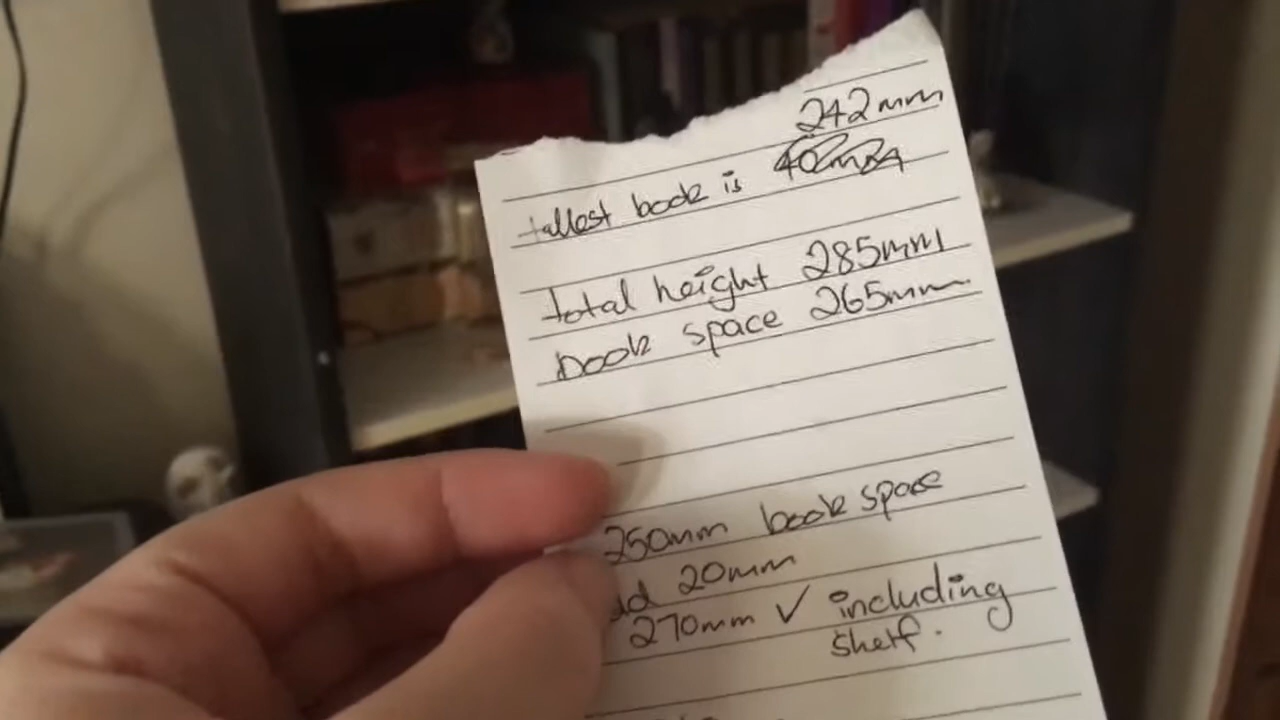 242mm
tallest book is
total height 285mm
book space 265mm
250mm book space
20mm
270mm ✓ including
shelf.